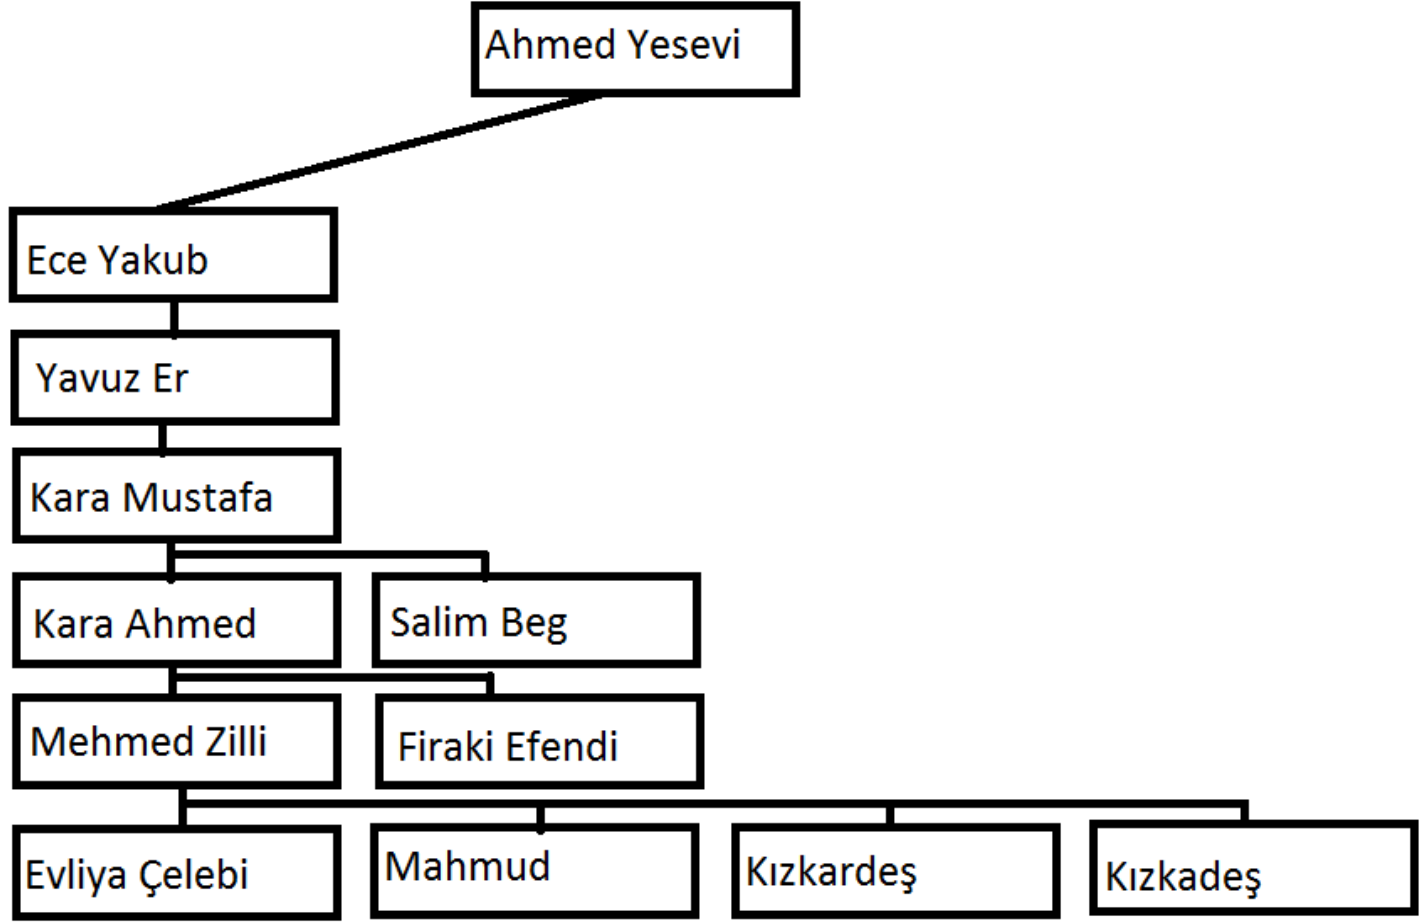 Ahmed Yesevi
Ece Yakub
Yavuz Er
Kara Mustafa
Kara Ahmed
Salim Beg
Mehmed Zilli
Firaki Efendi
Evliya Çelebi
Mahmud
Kızkardeş
Kızkadeş